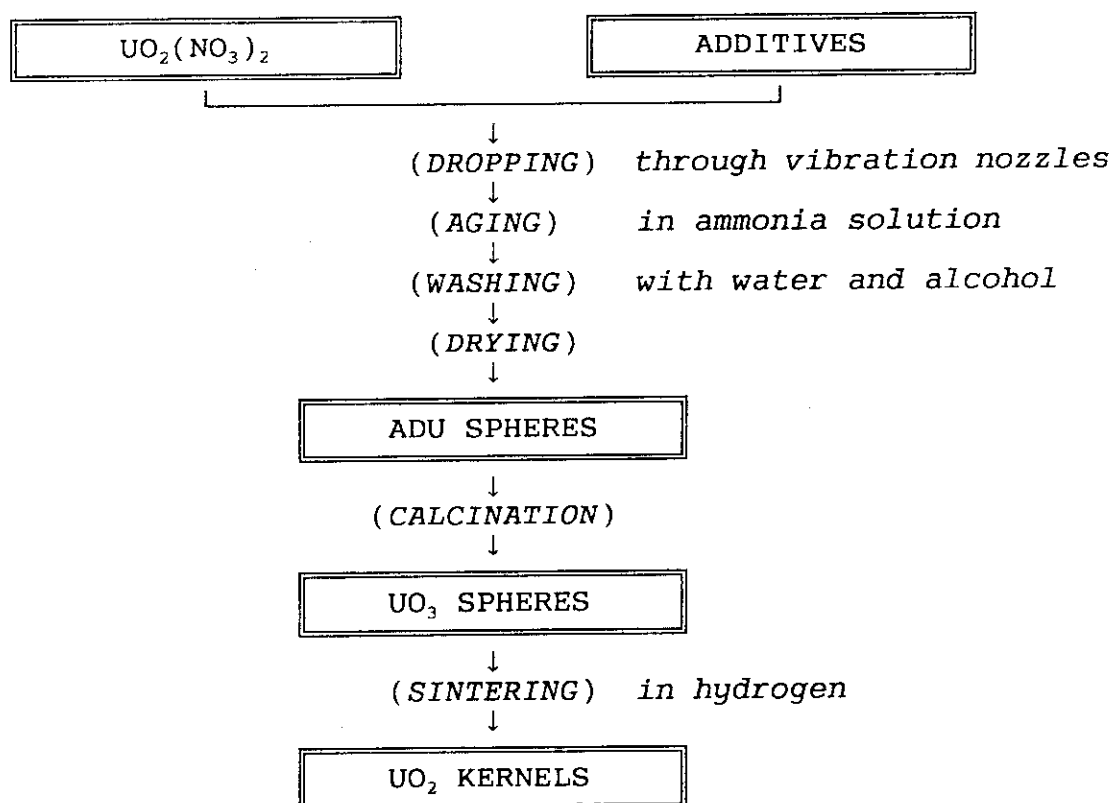 UO₂(NO₃)₂ ADDITIVES
↓
(DROPPING) through vibration nozzles
↓
(AGING) in ammonia solution
↓
(WASHING) with water and alcohol
↓
(DRYING)
↓
ADU SPHERES
↓
(CALCINATION)
↓
UO₃ SPHERES
↓
(SINTERING) in hydrogen
↓
UO₂ KERNELS